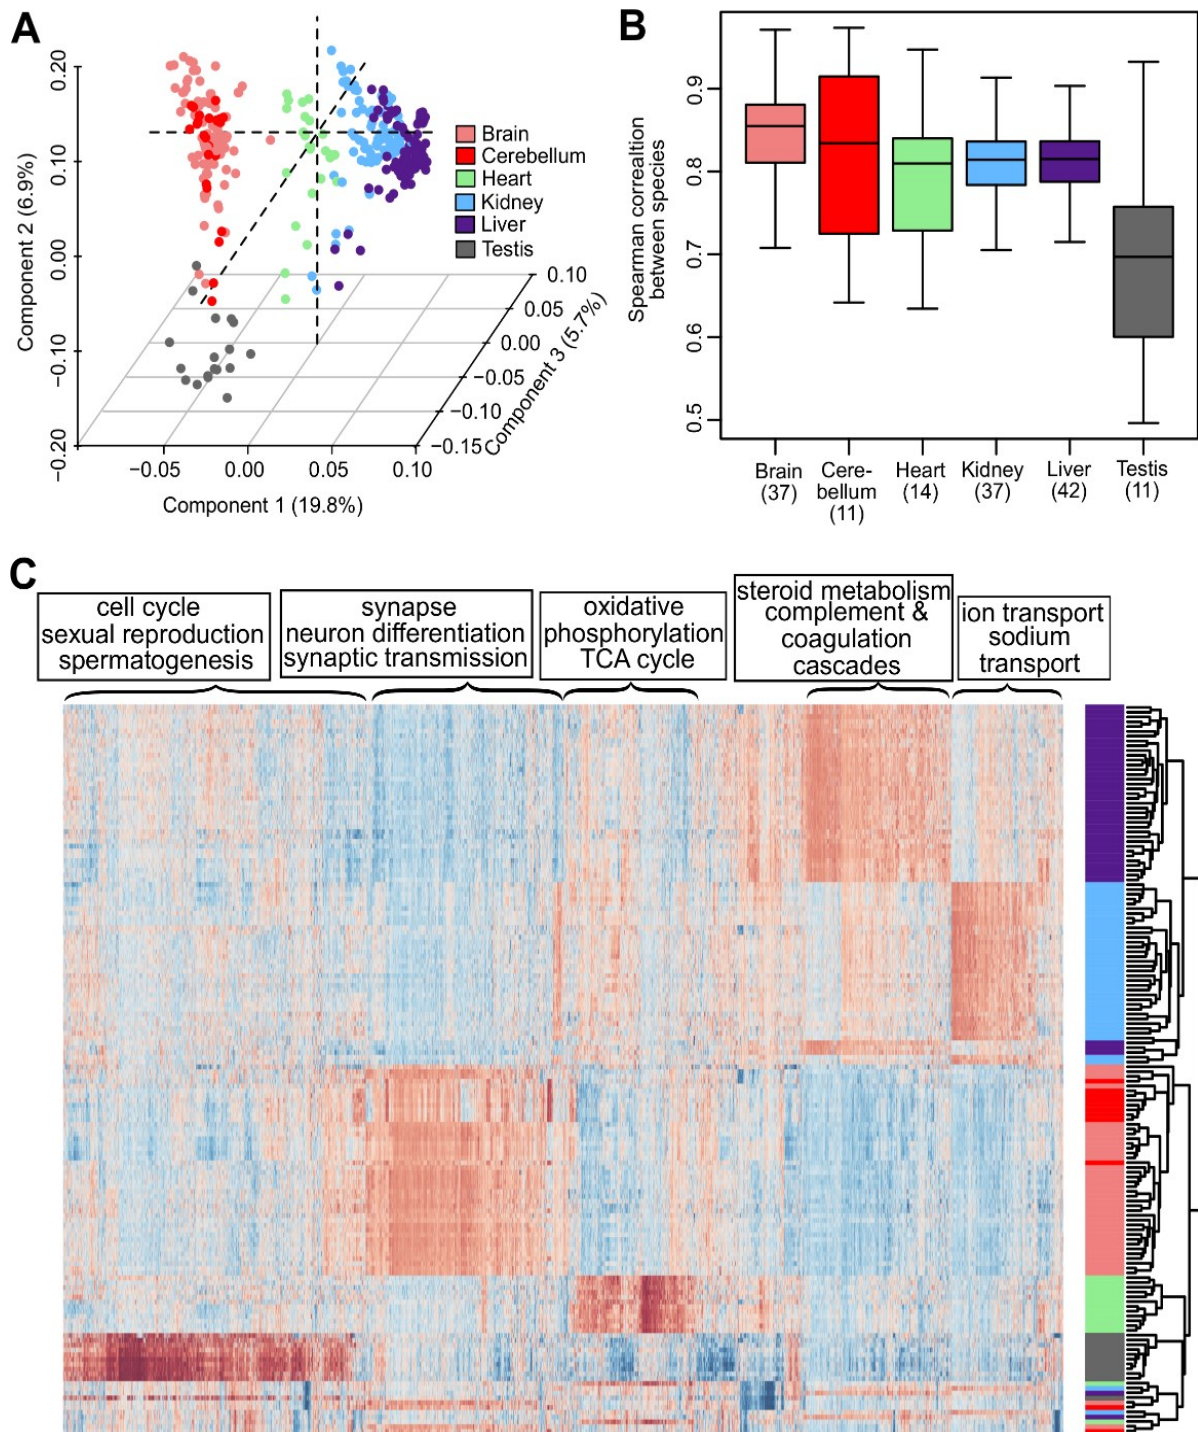 A
0.20
0.10
0.00
−0.10
−0.20
Component 2 (6.9%)
−0.05
0.00
0.05
0.10
Component 1 (19.8%)
0.10
0.05
0.00
−0.05
−0.10
−0.15
Component 3 (5.7%)
Brain
Cerebellum
Heart
Kidney
Liver
Testis
B
Spearman correaltion
between species
0.9
0.8
0.7
0.6
0.5
Brain
(37)
Cere-
bellum
(11)
Heart
(14)
Kidney
(37)
Liver
(42)
Testis
(11)
C
cell cycle
sexual reproduction
spermatogenesis
synapse
neuron differentiation
synaptic transmission
oxidative
phosphorylation
TCA cycle
steroid metabolism
complement &
coagulation
cascades
ion transport
sodium
transport